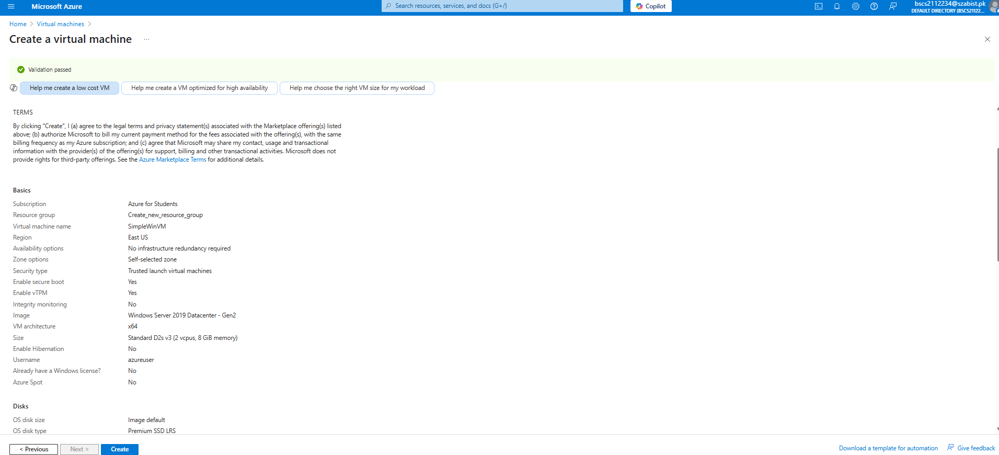 Microsoft Azure
Search resources, services, and docs (G+/)
Copilot
bscs2112234@szabist.pk
DEFAULT DIRECTORY (BSCS21122...
Home > Virtual machines >
Create a virtual machine ...
Validation passed
Help me create a low cost VM
Help me create a VM optimized for high availability
Help me choose the right VM size for my workload
TERMS
By clicking "Create", I (a) agree to the legal terms and privacy statement(s) associated with the Marketplace offering(s) listed
above; (b) authorize Microsoft to bill my current payment method for the fees associated with the offering(s), with the same
billing frequency as my Azure subscription; and (c) agree that Microsoft may share my contact, usage and transactional
information with the provider(s) of the offering(s) for support, billing and other transactional activities. Microsoft does not
provide rights for third-party offerings. See the Azure Marketplace Terms for additional details.
Basics
Subscription Azure for Students
Resource group Create_new_resource_group
Virtual machine name SimpleWinVM
Region East US
Availability options No infrastructure redundancy required
Zone options Self-selected zone
Security type Trusted launch virtual machines
Enable secure boot Yes
Enable vTPM Yes
Integrity monitoring No
Image Windows Server 2019 Datacenter - Gen2
VM architecture x64
Size Standard D2s v3 (2 vcpus, 8 GiB memory)
Enable Hibernation No
Username azureuser
Already have a Windows license? No
Azure Spot No
Disks
OS disk size Image default
OS disk type Premium SSD LRS
< Previous
Next >
Create
Download a template for automation
Give feedback